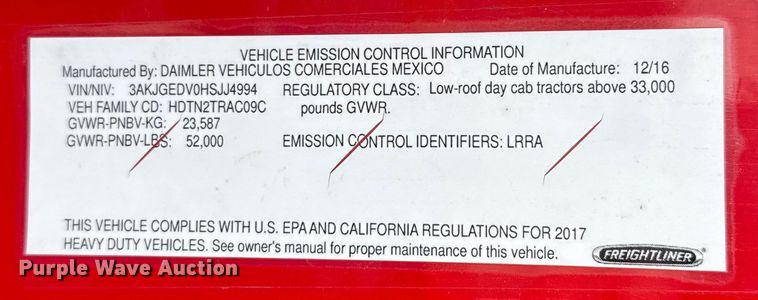 VEHICLE EMISSION CONTROL INFORMATION
Manufactured By: DAIMLER VEHICULOS COMERCIALES MEXICO Date of Manufacture: 12/16
VIN/NIV: 3AKJGEDV0HSJJ4994 REGULATORY CLASS: Low-roof day cab tractors above 33,000
VEH FAMILY CD: HDTN2TRAC09C pounds GVWR.
GVWR-PNBV-KG: 23,587
GVWR-PNBV-LBS: 52,000 EMISSION CONTROL IDENTIFIERS: LRRA
THIS VEHICLE COMPLIES WITH U.S. EPA AND CALIFORNIA REGULATIONS FOR 2017
HEAVY DUTY VEHICLES. See owner's manual for proper maintenance of this vehicle.
FREIGHTLINER
Purple Wave Auction